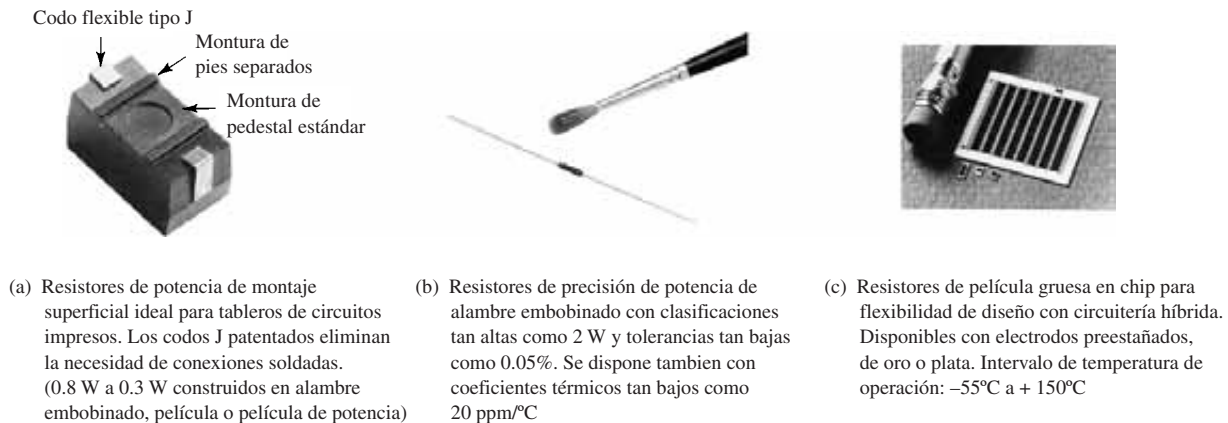 Codo flexible tipo J
Montura de
pies separados
Montura de
pedestal estándar
(a) Resistores de potencia de montaje
superficial ideal para tableros de circuitos
impresos. Los codos J patentados eliminan
la necesidad de conexiones soldadas.
(0.8 W a 0.3 W construidos en alambre
embobinado, película o película de potencia)
(b) Resistores de precisión de potencia de
alambre embobinado con clasificaciones
tan altas como 2 W y tolerancias tan bajas
como 0.05%. Se dispone tambien con
coeficientes térmicos tan bajos como
20 ppm/ºC
(c) Resistores de película gruesa en chip para
flexibilidad de diseño con circuitería híbrida.
Disponibles con electrodos preestañados,
de oro o plata. Intervalo de temperatura de
operación: –55ºC a + 150ºC